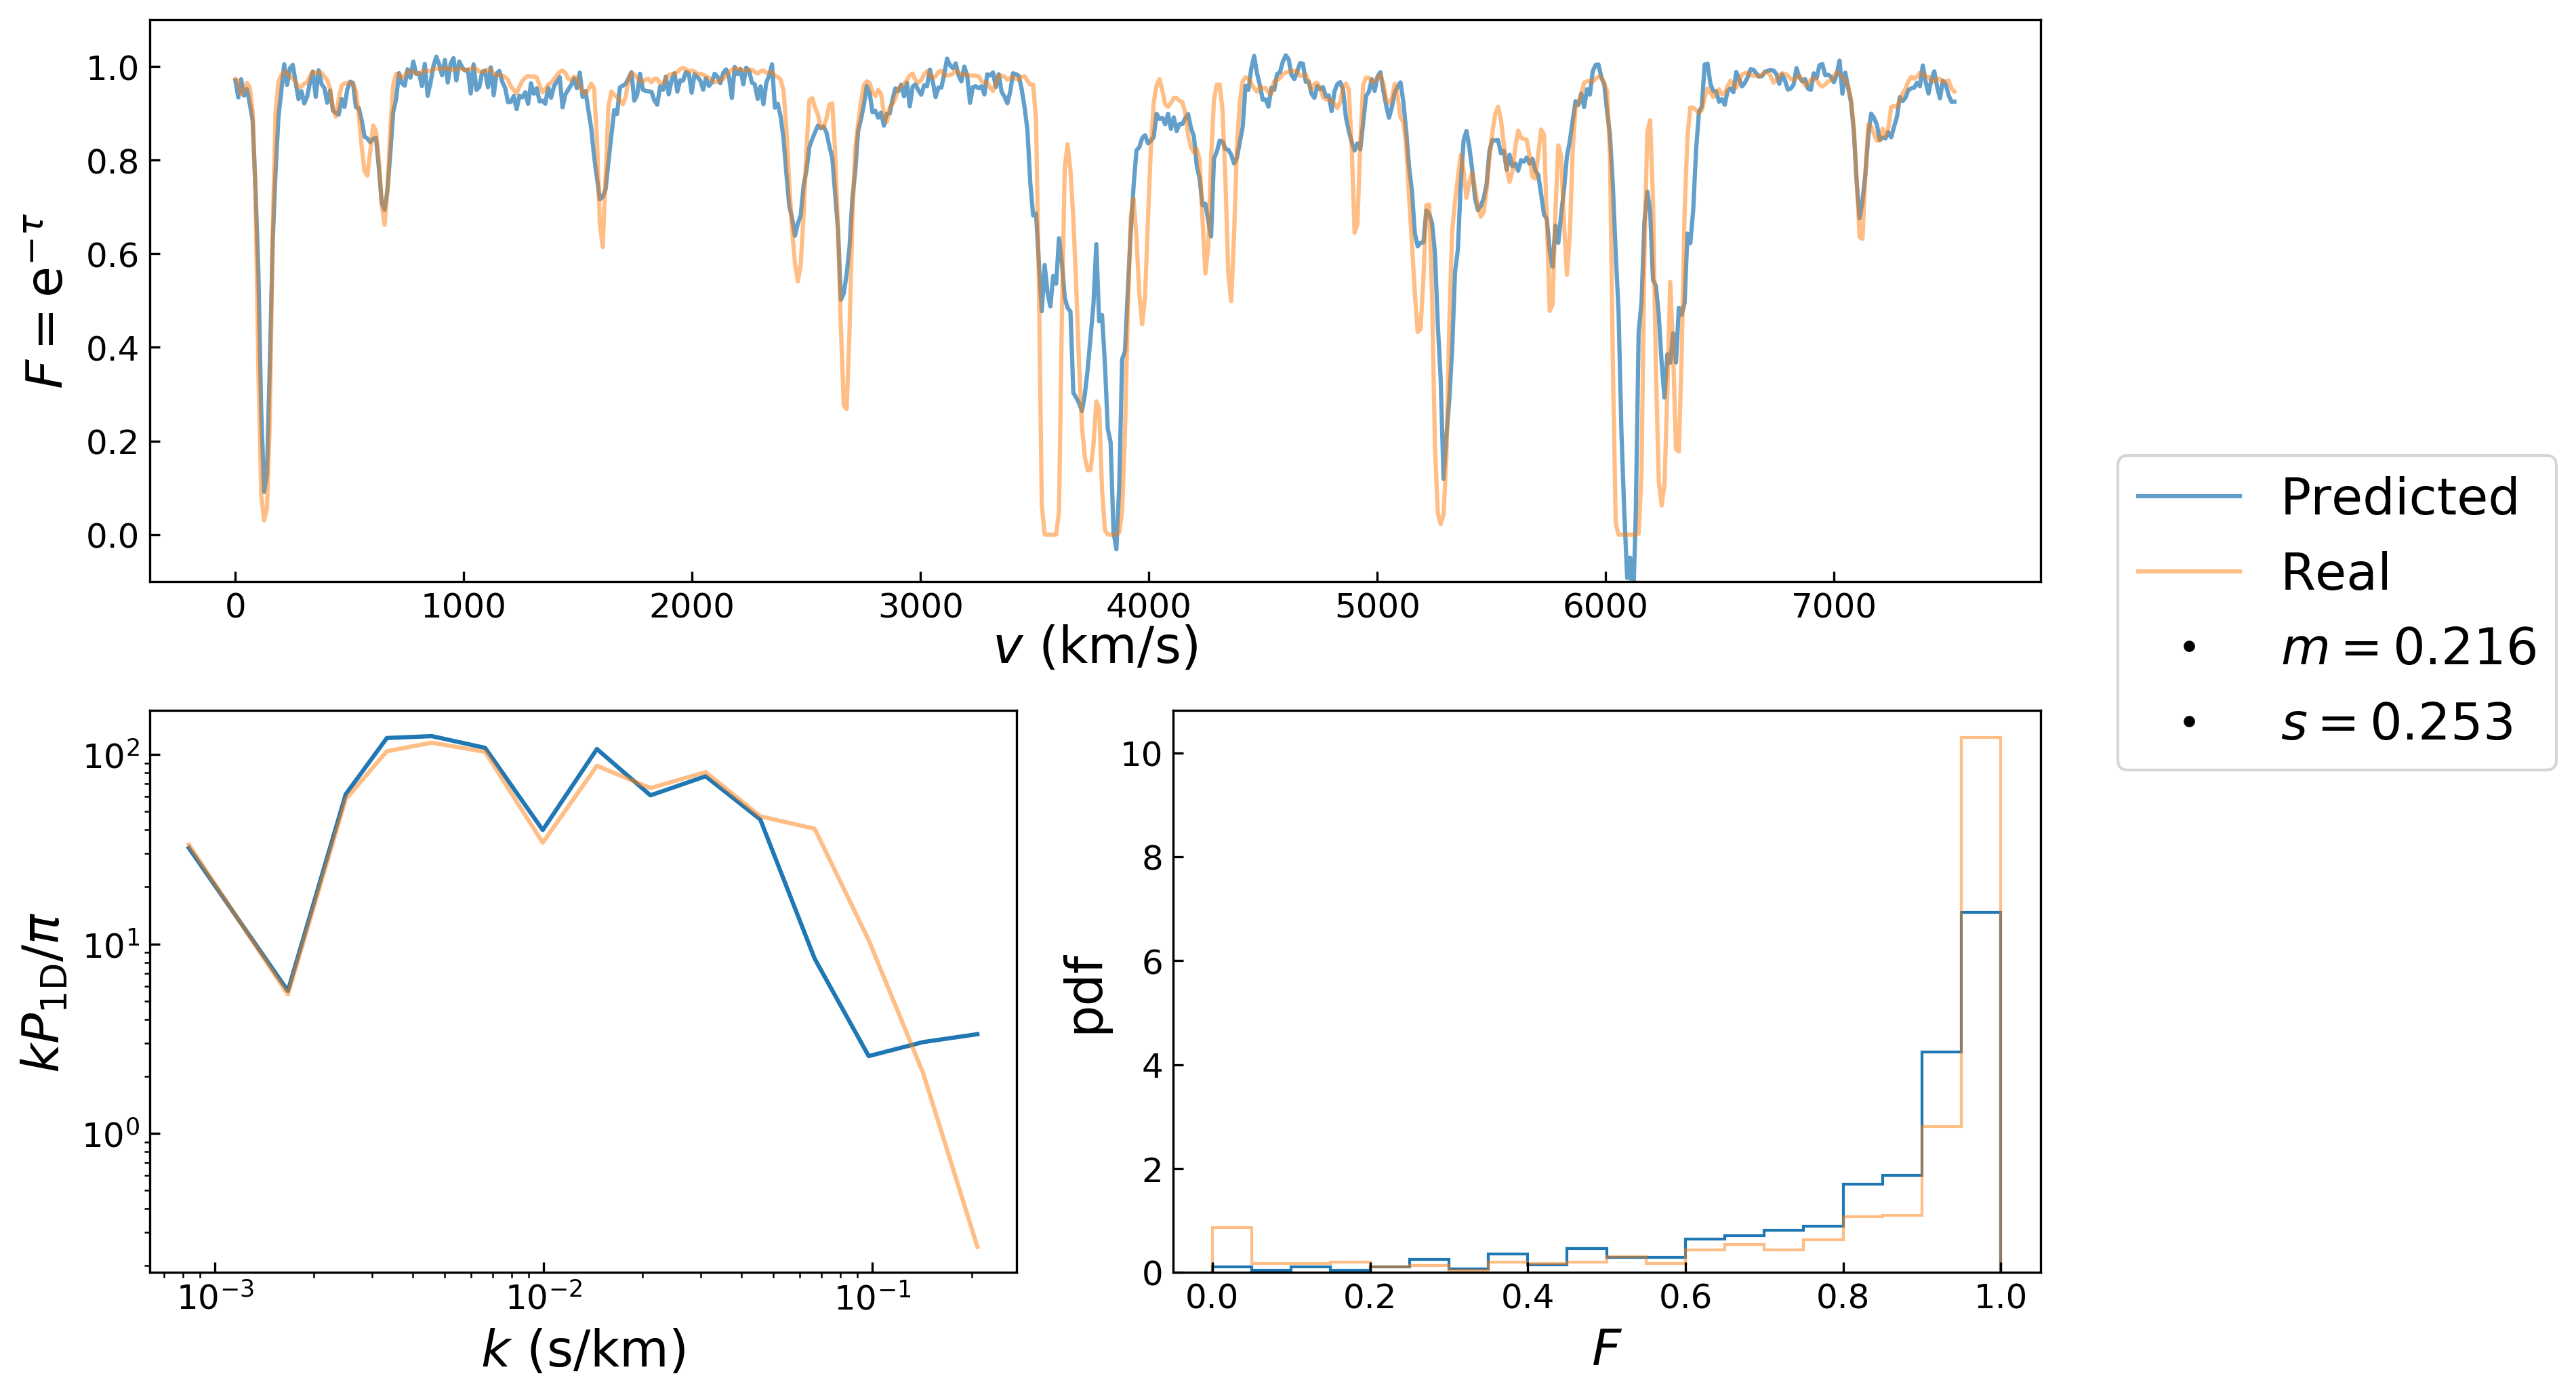 F = e^{−τ}
1.0
0.8
0.6
0.4
0.2
0.0
0 1000 2000 3000 4000 5000 6000 7000
v (km/s)
Predicted
Real
m = 0.216
s = 0.253
kP_{1D}/π
10²
10¹
10⁰
10⁻³ 10⁻² 10⁻¹
k (s/km)
pdf
10
8
6
4
2
0
0.0 0.2 0.4 0.6 0.8 1.0
F